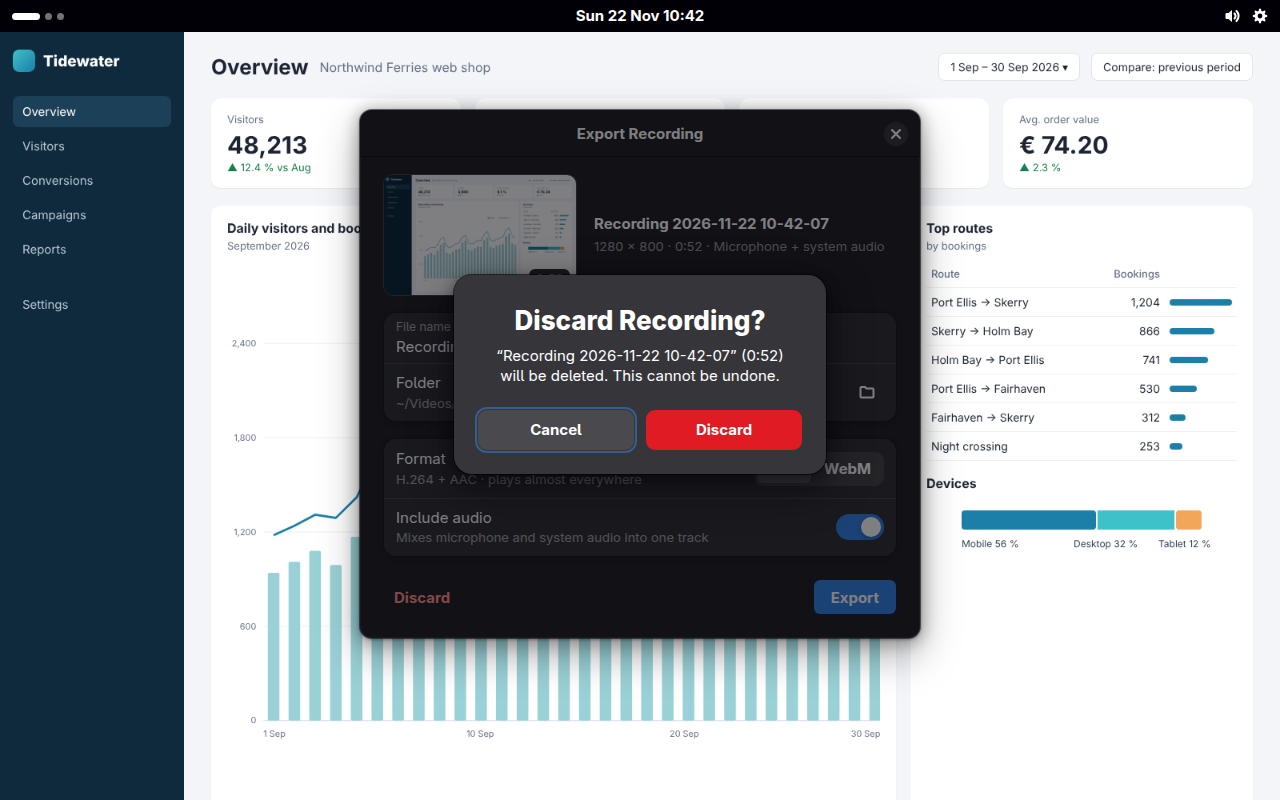 Sun 22 Nov 10:42
Tidewater
Overview
Visitors
Conversions
Campaigns
Reports
Settings
Overview
Northwind Ferries web shop
1 Sep – 30 Sep 2026 ▾
Compare: previous period
Visitors
48,213
▲ 12.4 % vs Aug
Avg. order value
€ 74.20
▲ 2.3 %
Daily visitors and boo
September 2026
2,400
1,800
1,200
600
0
1 Sep
10 Sep
20 Sep
30 Sep
Top routes
by bookings
Route
Bookings
Port Ellis → Skerry
1,204
Skerry → Holm Bay
866
Holm Bay → Port Ellis
741
Port Ellis → Fairhaven
530
Fairhaven → Skerry
312
Night crossing
253
Devices
Mobile 56 %
Desktop 32 %
Tablet 12 %
Export Recording
Recording 2026-11-22 10-42-07
1280 × 800 · 0:52 · Microphone + system audio
File name
Recordin
Folder
~/Videos/
Format
H.264 + AAC · plays almost everywhere
WebM
Include audio
Mixes microphone and system audio into one track
Discard
Export
Discard Recording?
“Recording 2026-11-22 10-42-07” (0:52)
will be deleted. This cannot be undone.
Cancel
Discard